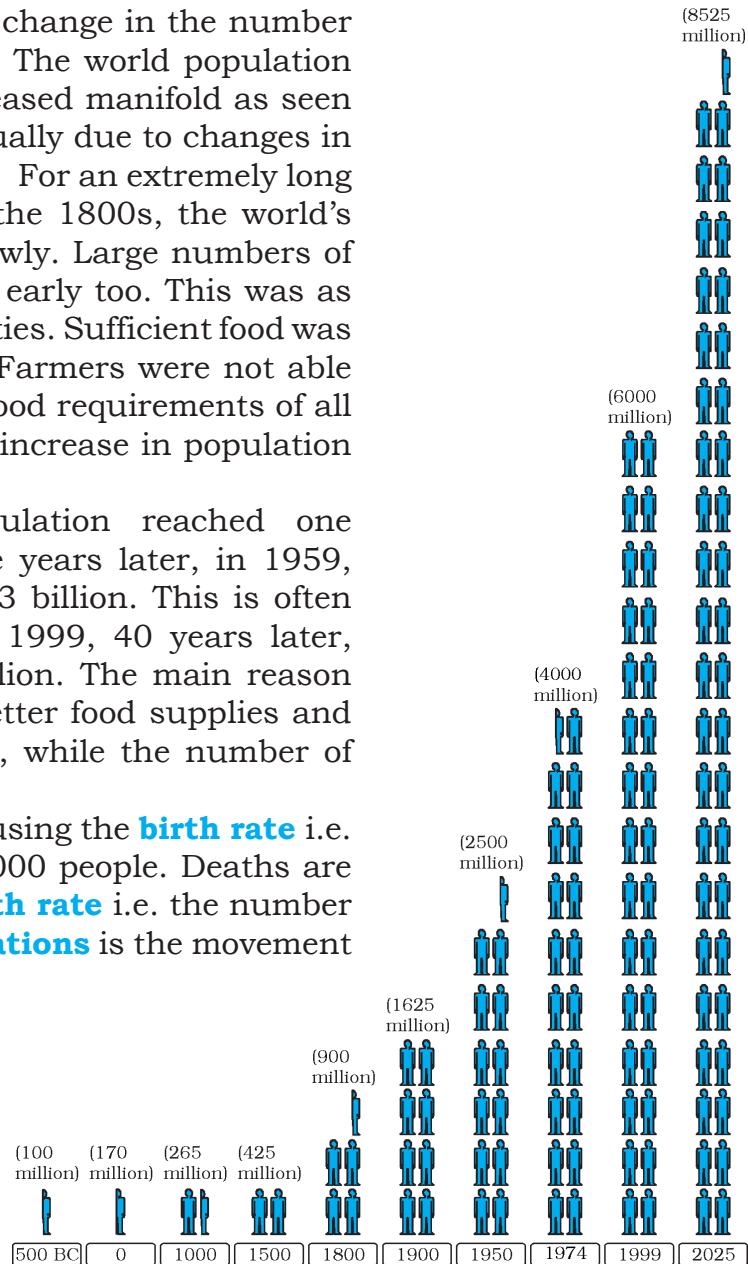 change in the number
The world population
eased manifold as seen
ually due to changes in
For an extremely long
the 1800s, the world's
wly. Large numbers of
early too. This was as
ties. Sufficient food was
Farmers were not able
ood requirements of all
increase in population
ulation reached one
e years later, in 1959,
3 billion. This is often
1999, 40 years later,
lion. The main reason
etter food supplies and
, while the number of
using the birth rate i.e.
000 people. Deaths are
th rate i.e. the number
ations is the movement
(8525
million)
(6000
million)
(4000
million)
(2500
million)
(1625
million)
(900
million)
(100
million)
(170
million)
(265
million)
(425
million)
500 BC
0
1000
1500
1800
1900
1950
1974
1999
2025